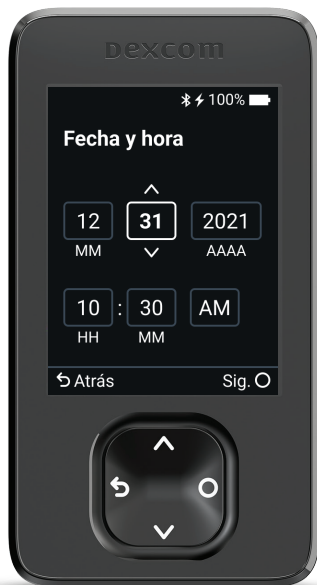 Dexcom
100%
Fecha y hora
12 31 2021
MM AAAA
10 : 30 AM
HH MM
Atrás Sig.